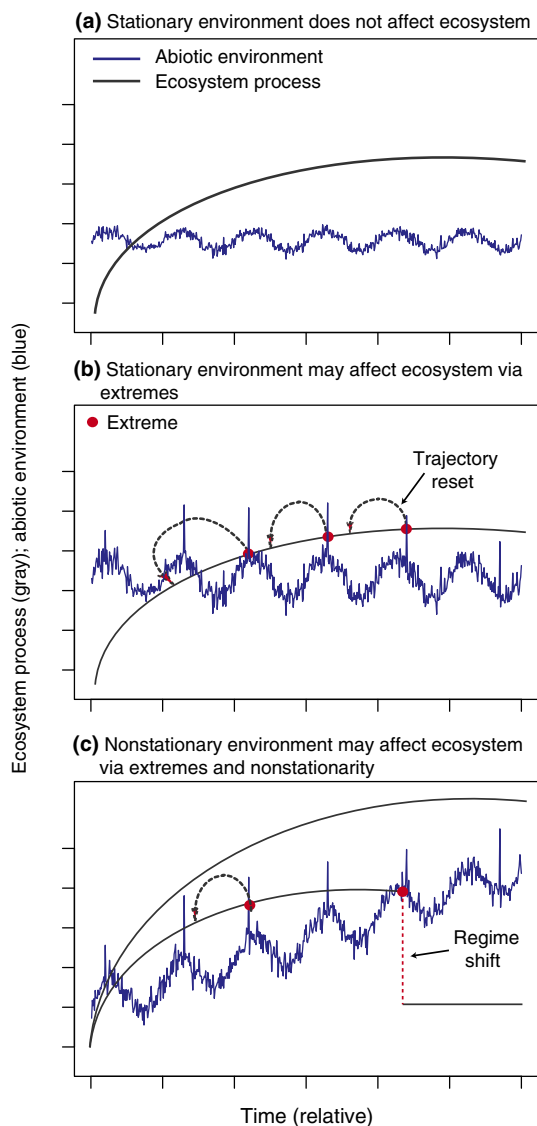 (a) Stationary environment does not affect ecosystem
Abiotic environment
Ecosystem process
(b) Stationary environment may affect ecosystem via
extremes
Extreme
Trajectory
reset
(c) Nonstationary environment may affect ecosystem
via extremes and nonstationarity
Regime
shift
Ecosystem process (gray); abiotic environment (blue)
Time (relative)